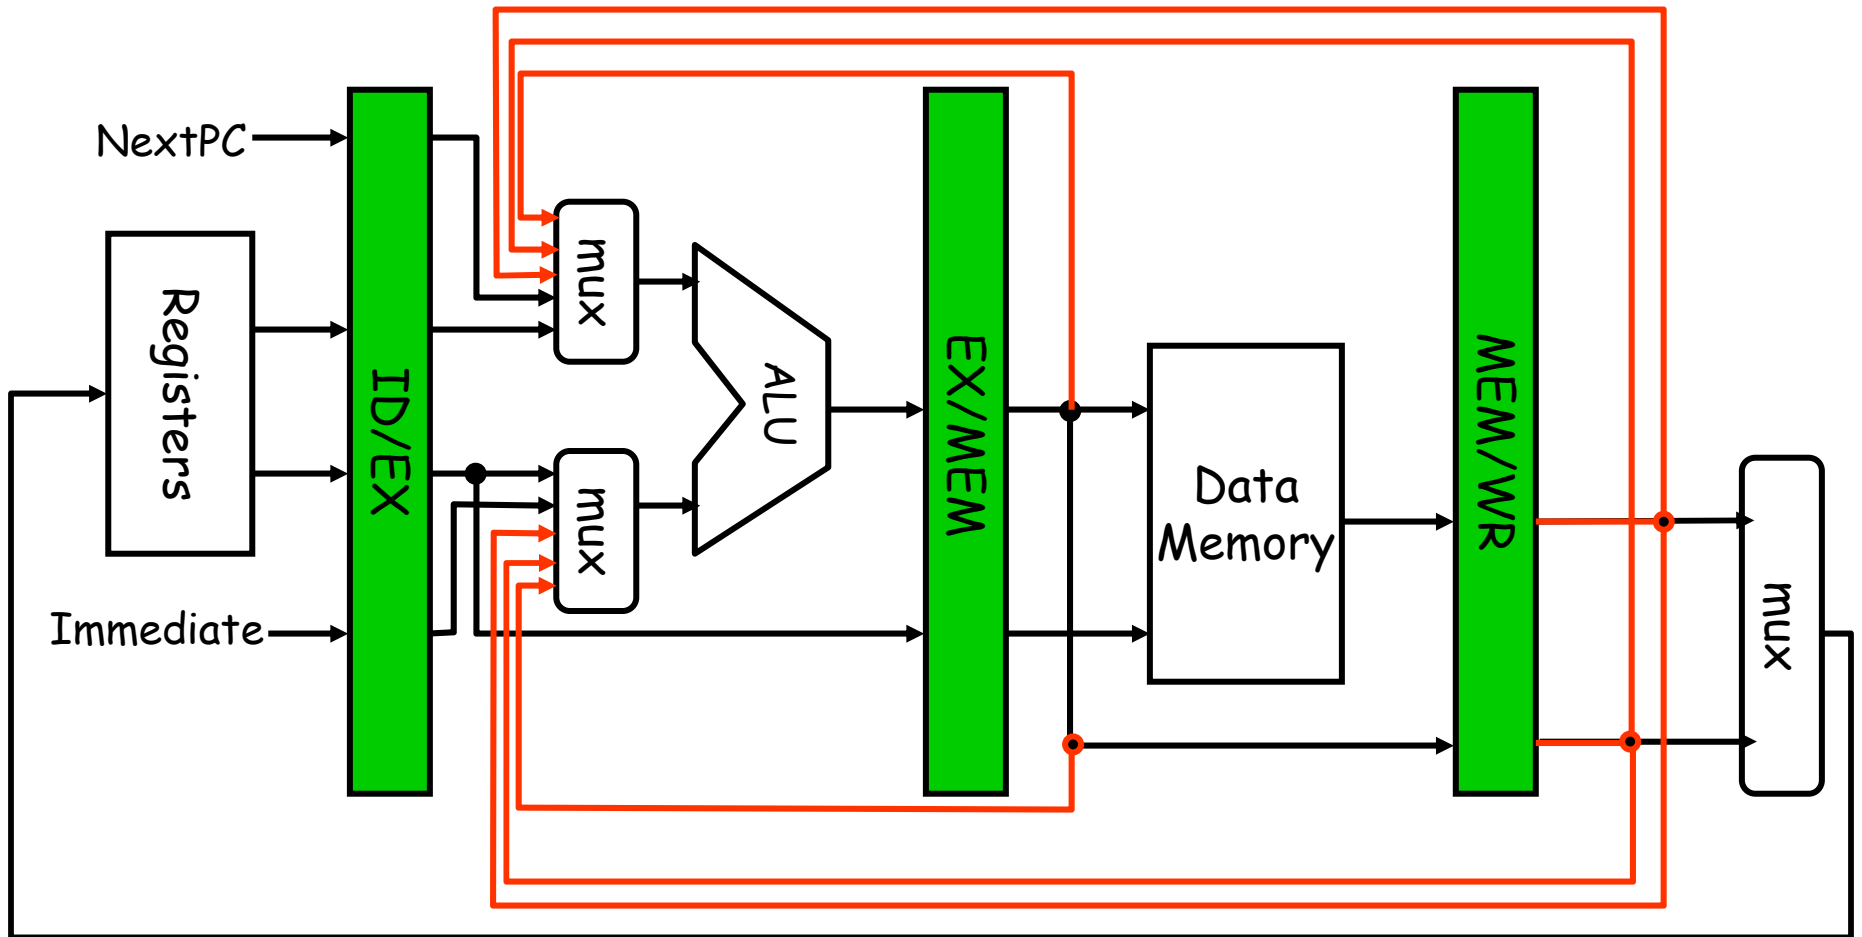 NextPC
Registers
Immediate
ID/EX
mux
mux
ALU
EX/MEM
Data
Memory
MEM/WR
mux